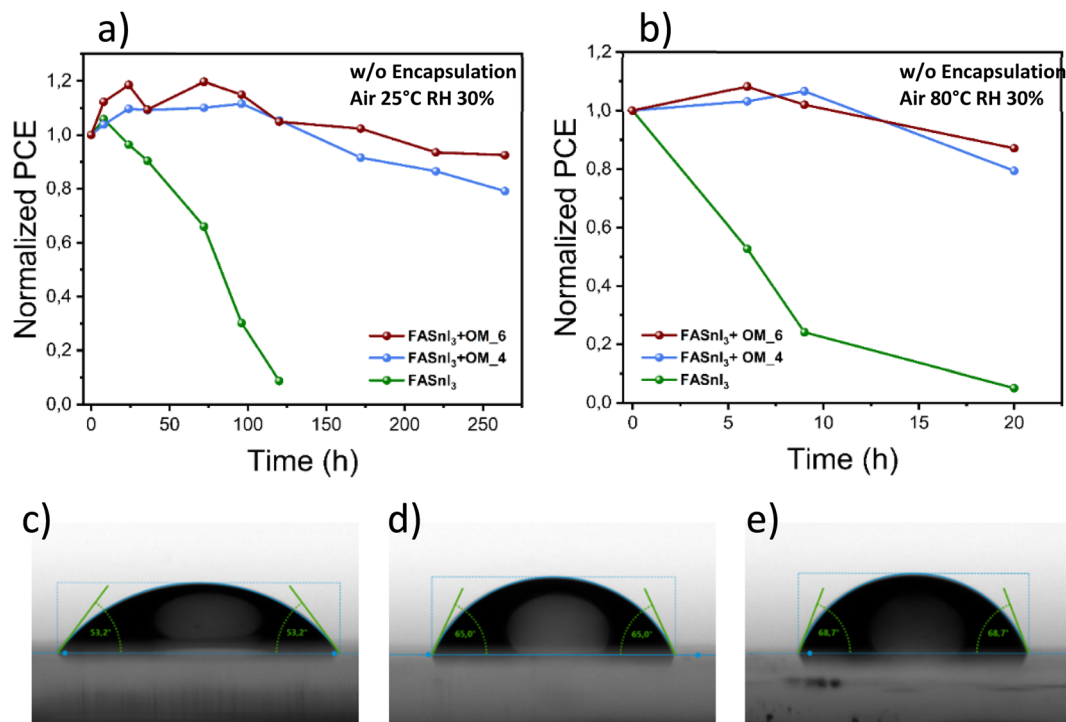 a)
w/o Encapsulation
Air 25°C RH 30%
1,2
1,0
0,8
0,6
0,4
0,2
0,0
Normalized PCE
FASnI₃+OM_6
FASnI₃+OM_4
FASnI₃
0
50
100
150
200
250
Time (h)
b)
w/o Encapsulation
Air 80°C RH 30%
1,2
1,0
0,8
0,6
0,4
0,2
0,0
Normalized PCE
FASnI₃+ OM_6
FASnI₃+ OM_4
FASnI₃
0
5
10
15
20
Time (h)
c)
53,2°
53,2°
d)
65,0°
65,0°
e)
68,7°
68,7°